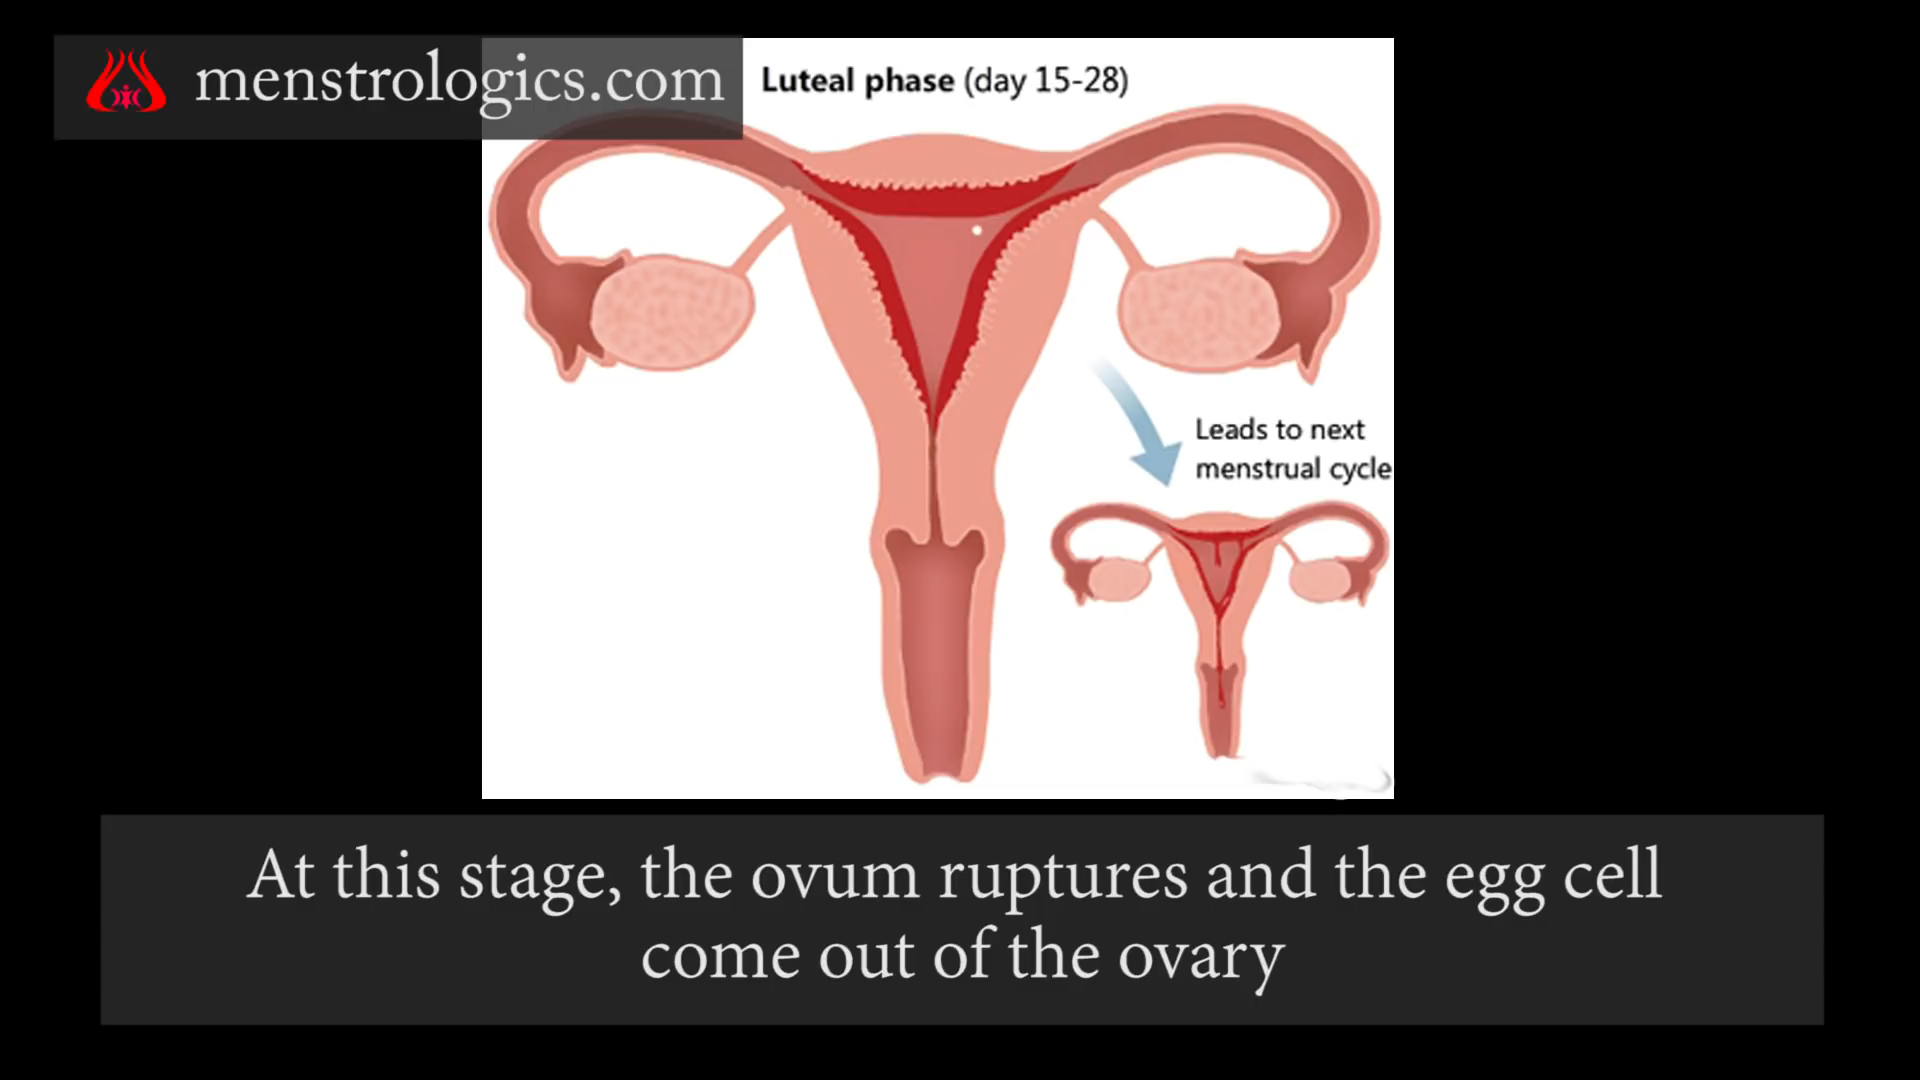 menstrologics.com
Luteal phase (day 15-28)
Leads to next
menstrual cycle
At this stage, the ovum ruptures and the egg cell
come out of the ovary